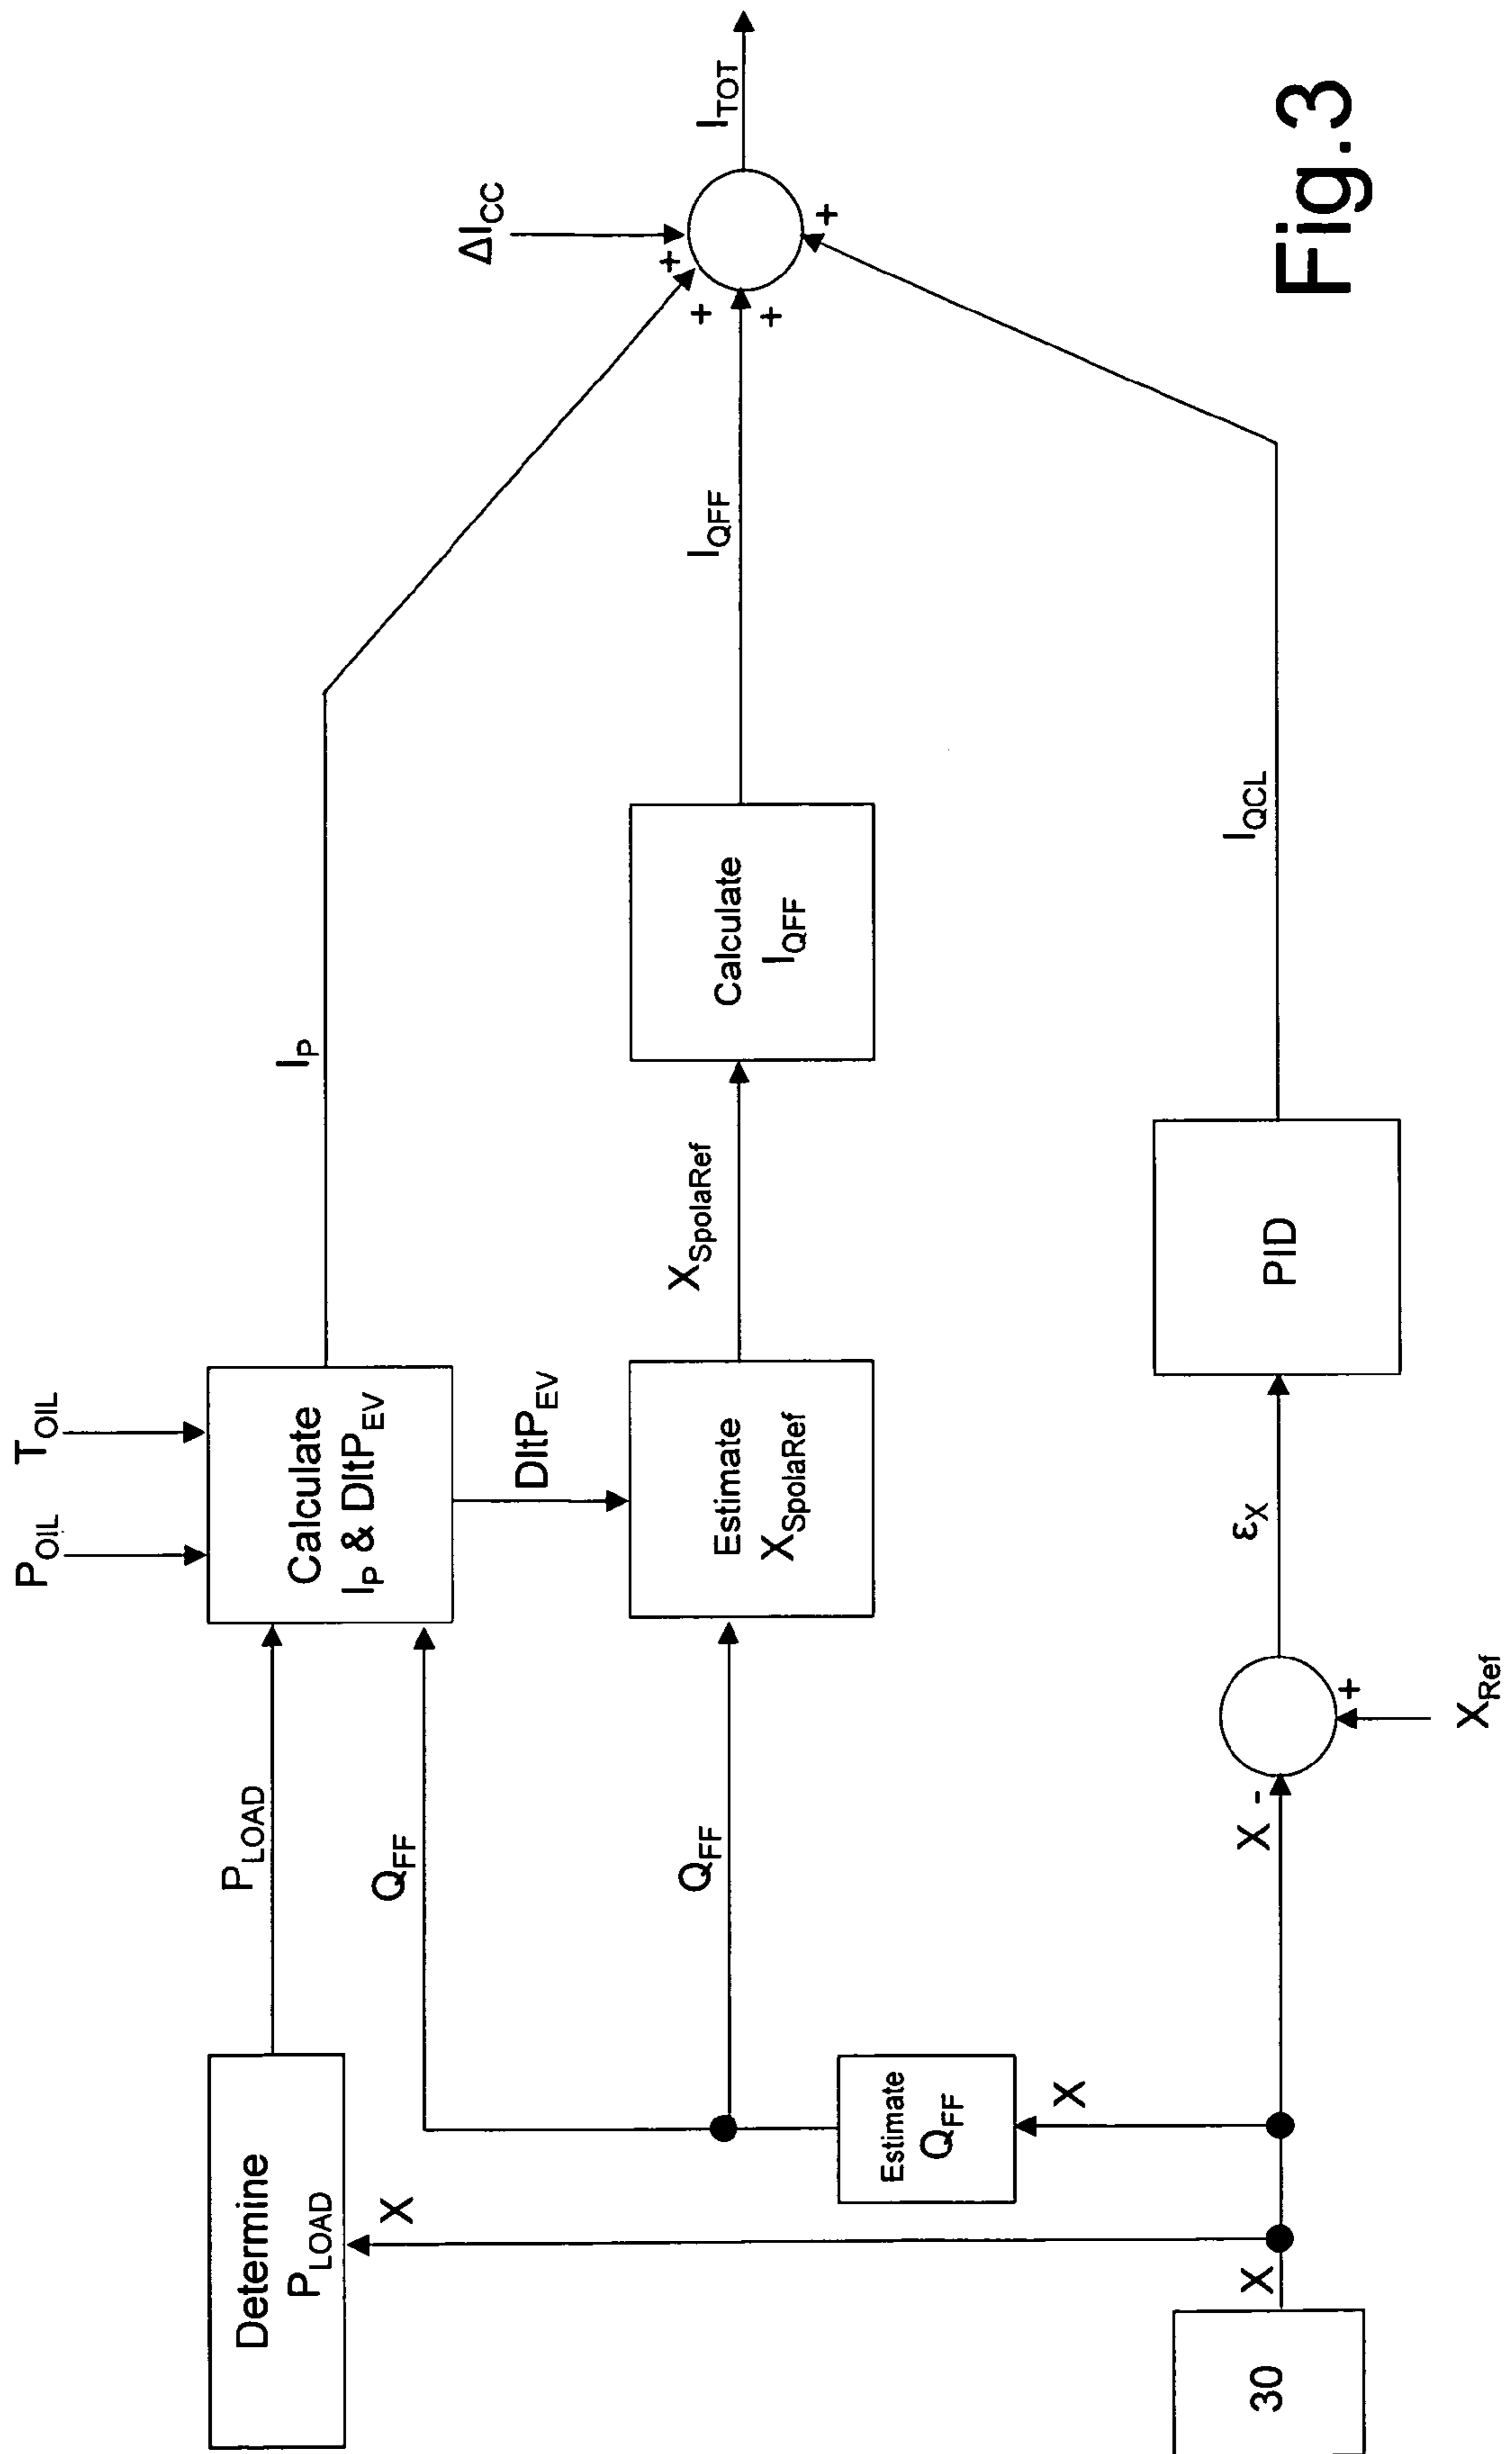 P_OIL
T_OIL
Determine
P_LOAD
P_LOAD
Calculate
I_P & DltP_EV
I_P
ΔI_CC
+
+
+
+
+
I_TOT
X
Q_FF
DltP_EV
Q_FF
Estimate
X_SpolaRef
X_SpolaRef
Calculate
I_QFF
I_QFF
Estimate
Q_FF
X
30
X
X
-
+
X_Ref
ε_X
PID
I_QCL
Fig.3